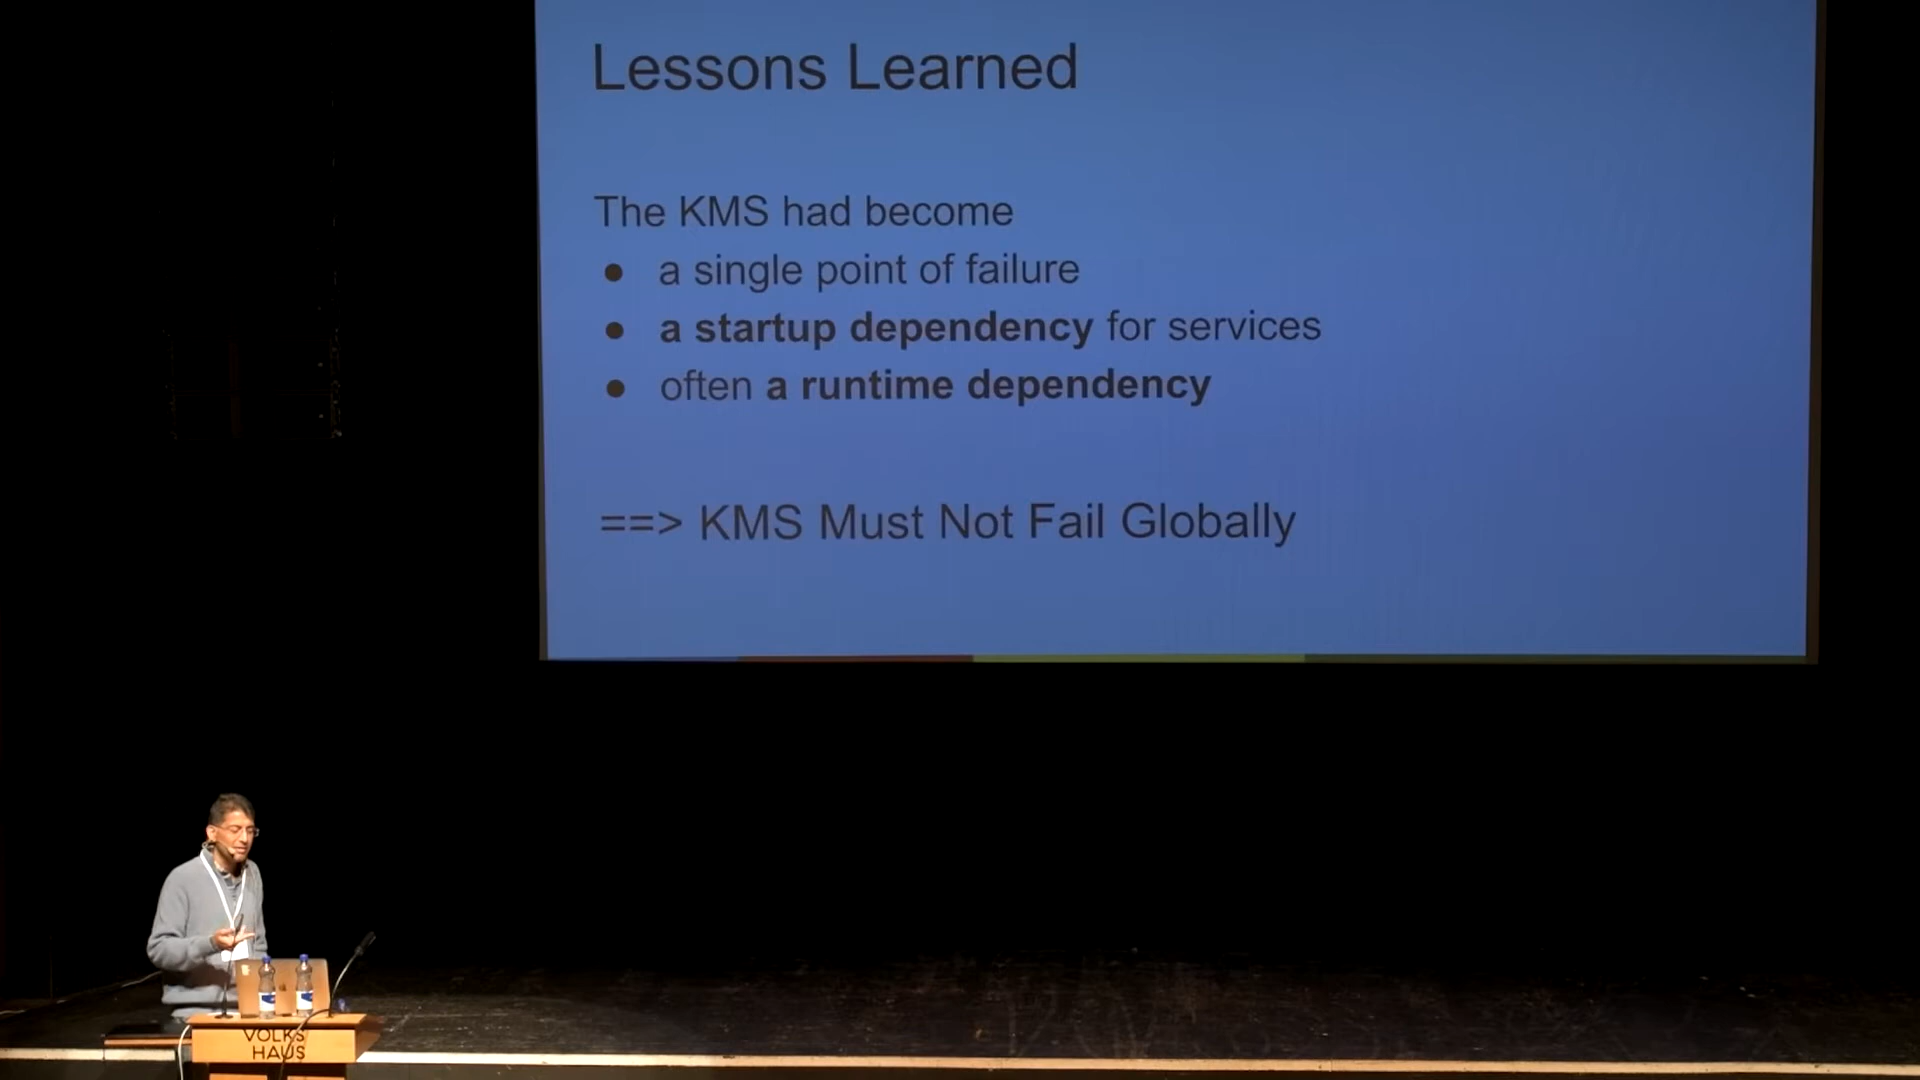 Lessons Learned
The KMS had become
● a single point of failure
● a startup dependency for services
● often a runtime dependency
==> KMS Must Not Fail Globally
VOLKS
HAUS